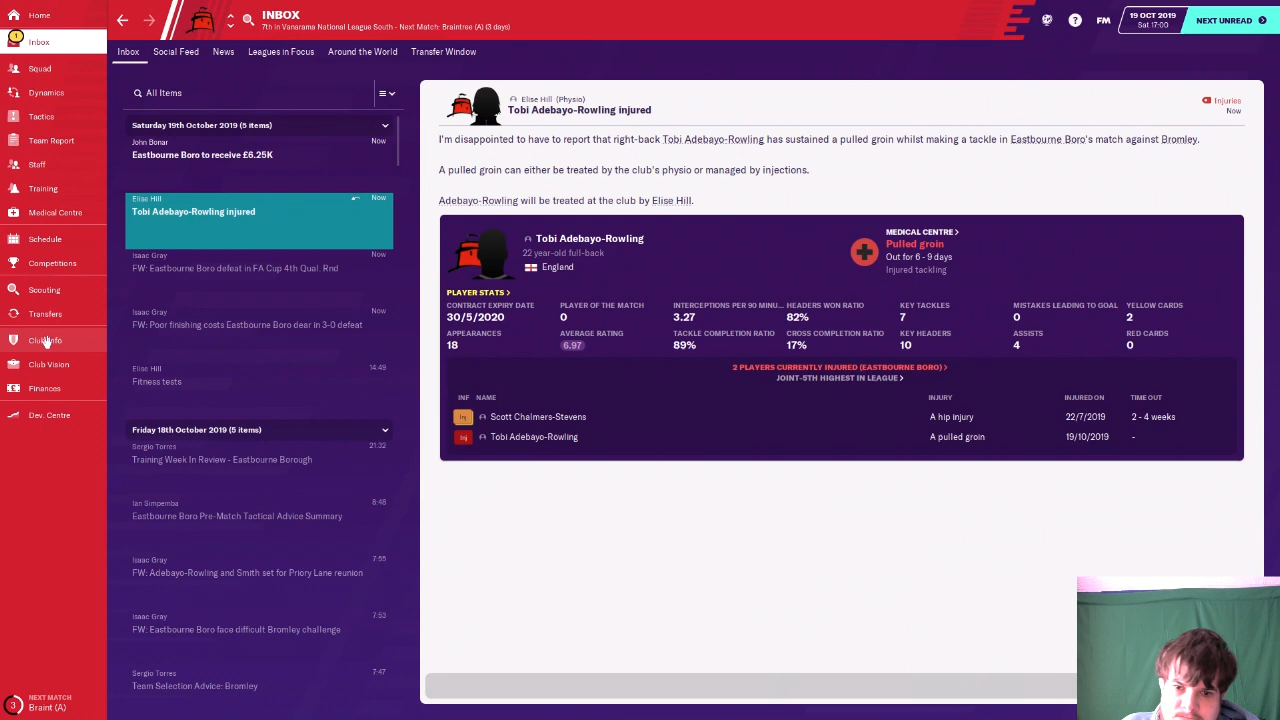 Home
1
Inbox
Squad
Dynamics
Tactics
Team Report
Staff
Training
Medical Centre
Schedule
Competitions
Scouting
Transfers
Club Info
Club Vision
Finances
Dev. Centre
3
NEXT MATCH
Braint (A)
INBOX
7th in Vanarama National League South - Next Match: Braintree (A) (3 days)
?
FM
19 OCT 2019
Sat 17:00
NEXT UNREAD
Inbox
Social Feed
News
Leagues in Focus
Around the World
Transfer Window
All Items
Saturday 19th October 2019 (5 items)
John Bonar
Now
Eastbourne Boro to receive £6.25K
Elise Hill
Now
Tobi Adebayo-Rowling injured
Isaac Gray
Now
FW: Eastbourne Boro defeat in FA Cup 4th Qual. Rnd
Isaac Gray
Now
FW: Poor finishing costs Eastbourne Boro dear in 3-0 defeat
Elise Hill
14:49
Fitness tests
Friday 18th October 2019 (5 items)
Sergio Torres
21:32
Training Week In Review - Eastbourne Borough
Ian Simpemba
8:48
Eastbourne Boro Pre-Match Tactical Advice Summary
Isaac Gray
7:55
FW: Adebayo-Rowling and Smith set for Priory Lane reunion
Isaac Gray
7:53
FW: Eastbourne Boro face difficult Bromley challenge
Sergio Torres
7:47
Team Selection Advice: Bromley
Elise Hill (Physio)
Tobi Adebayo-Rowling injured
Injuries
Now
I'm disappointed to have to report that right-back Tobi Adebayo-Rowling has sustained a pulled groin whilst making a tackle in Eastbourne Boro's match against Bromley.
A pulled groin can either be treated by the club's physio or managed by injections.
Adebayo-Rowling will be treated at the club by Elise Hill.
Tobi Adebayo-Rowling
22 year-old full-back
England
MEDICAL CENTRE >
Pulled groin
Out for 6 - 9 days
Injured tackling
PLAYER STATS >
CONTRACT EXPIRY DATE
30/5/2020
PLAYER OF THE MATCH
0
INTERCEPTIONS PER 90 MINU...
3.27
HEADERS WON RATIO
82%
KEY TACKLES
7
MISTAKES LEADING TO GOAL
0
YELLOW CARDS
2
APPEARANCES
18
AVERAGE RATING
6.97
TACKLE COMPLETION RATIO
89%
CROSS COMPLETION RATIO
17%
KEY HEADERS
10
ASSISTS
4
RED CARDS
0
2 PLAYERS CURRENTLY INJURED (EASTBOURNE BORO) >
JOINT-5TH HIGHEST IN LEAGUE >
INF NAME INJURY INJURED ON TIME OUT
Inj Scott Chalmers-Stevens A hip injury 22/7/2019 2 - 4 weeks
Inj Tobi Adebayo-Rowling A pulled groin 19/10/2019 -